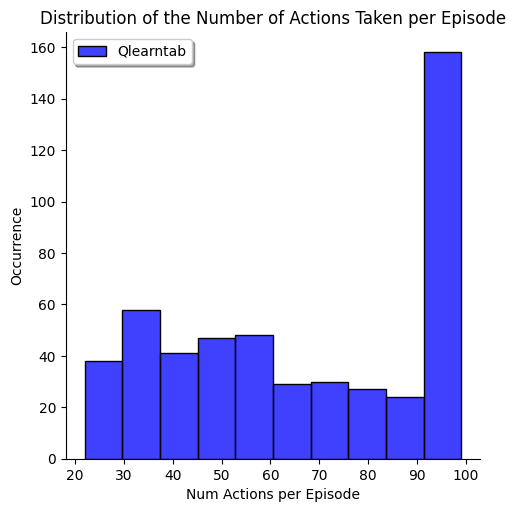 Distribution of the Number of Actions Taken per Episode
Qlearntab
160
140
120
100
80
60
40
20
0
Occurrence
20 30 40 50 60 70 80 90 100
Num Actions per Episode